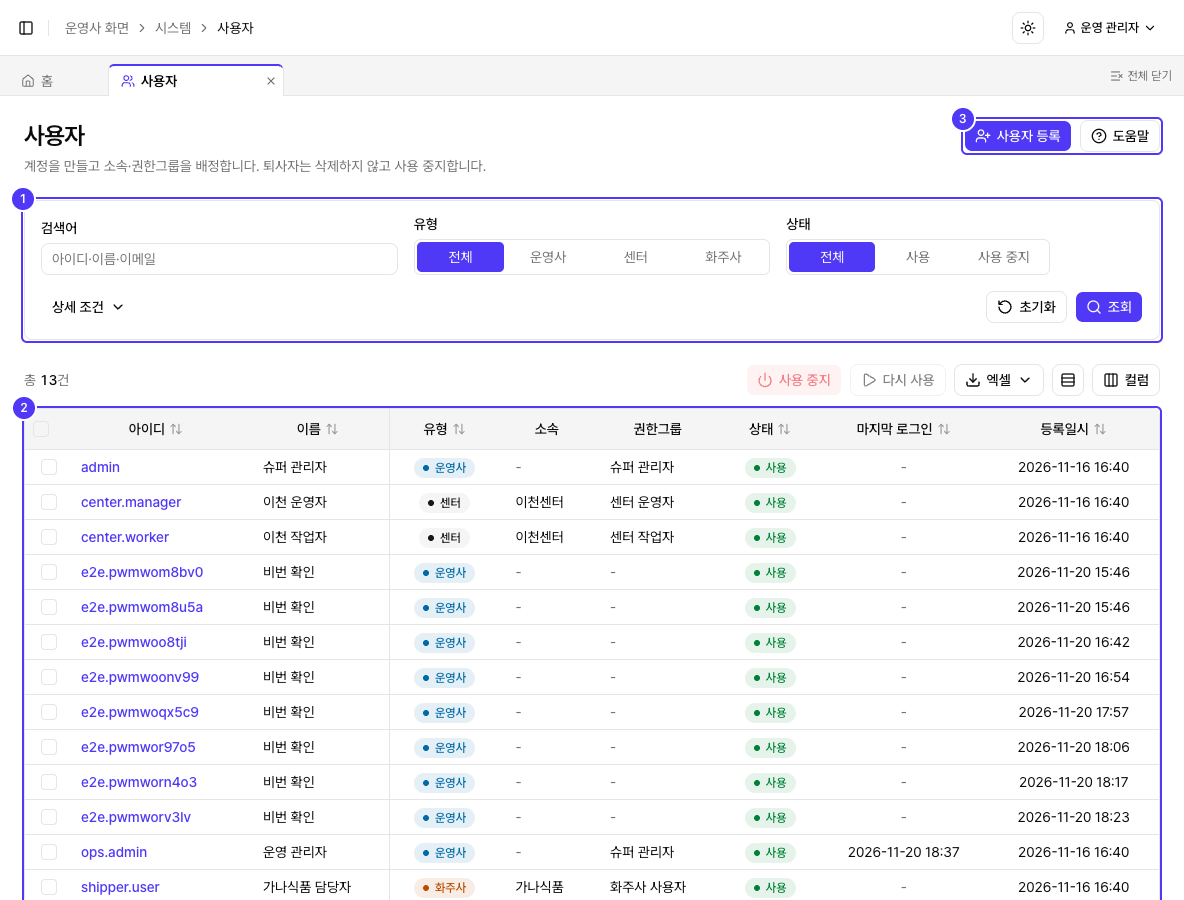 운영사 화면 > 시스템 > 사용자
운영 관리자
홈
사용자
전체 닫기
사용자
계정을 만들고 소속·권한그룹을 배정합니다. 퇴사자는 삭제하지 않고 사용 중지합니다.
3
사용자 등록
도움말
1
검색어
아이디·이름·이메일
유형
전체 운영사 센터 화주사
상태
전체 사용 사용 중지
상세 조건
초기화
조회
총 13건
사용 중지
다시 사용
엑셀
컬럼
2
아이디 이름 유형 소속 권한그룹 상태 마지막 로그인 등록일시
admin 슈퍼 관리자 운영사 - 슈퍼 관리자 사용 - 2026-11-16 16:40
center.manager 이천 운영자 센터 이천센터 센터 운영자 사용 - 2026-11-16 16:40
center.worker 이천 작업자 센터 이천센터 센터 작업자 사용 - 2026-11-16 16:40
e2e.pwmwom8bv0 비번 확인 운영사 - - 사용 - 2026-11-20 15:46
e2e.pwmwom8u5a 비번 확인 운영사 - - 사용 - 2026-11-20 15:46
e2e.pwmwoo8tji 비번 확인 운영사 - - 사용 - 2026-11-20 16:42
e2e.pwmwoonv99 비번 확인 운영사 - - 사용 - 2026-11-20 16:54
e2e.pwmwoqx5c9 비번 확인 운영사 - - 사용 - 2026-11-20 17:57
e2e.pwmwor97o5 비번 확인 운영사 - - 사용 - 2026-11-20 18:06
e2e.pwmworn4o3 비번 확인 운영사 - - 사용 - 2026-11-20 18:17
e2e.pwmworv3lv 비번 확인 운영사 - - 사용 - 2026-11-20 18:23
ops.admin 운영 관리자 운영사 - 슈퍼 관리자 사용 2026-11-20 18:37 2026-11-16 16:40
shipper.user 가나식품 담당자 화주사 가나식품 화주사 사용자 사용 - 2026-11-16 16:40